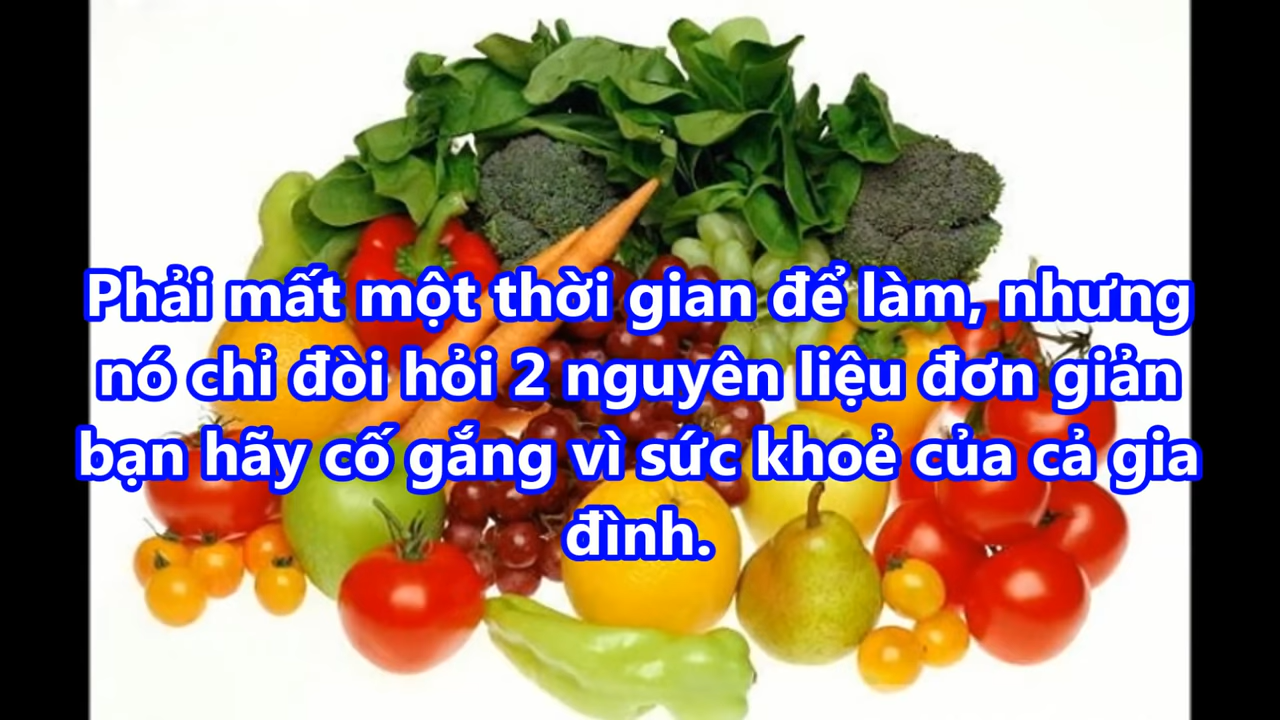 Phải mất một thời gian để làm, nhưng
nó chỉ đòi hỏi 2 nguyên liệu đơn giản
bạn hãy cố gắng vì sức khoẻ của cả gia
đình.